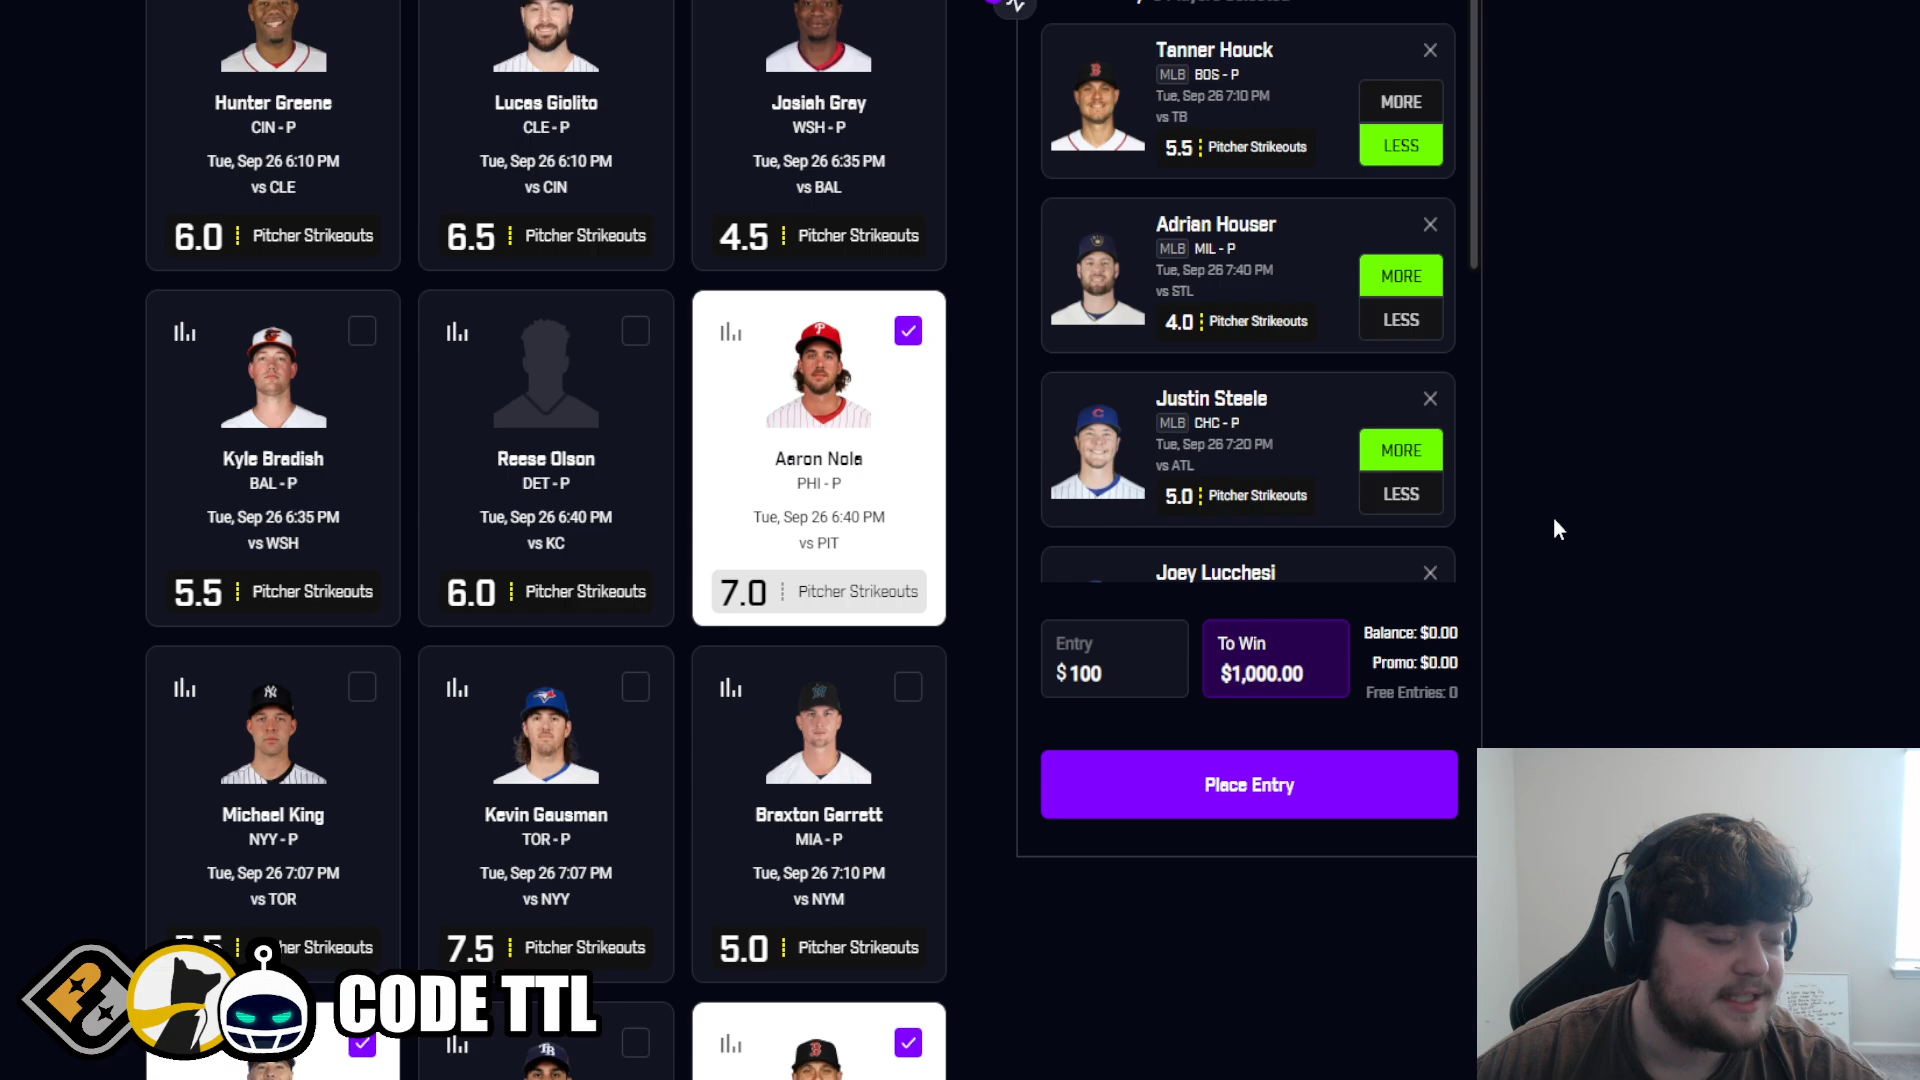 Hunter Greene
CIN - P
Tue, Sep 26 6:10 PM
vs CLE
6.0 Pitcher Strikeouts
Lucas Giolito
CLE - P
Tue, Sep 26 6:10 PM
vs CIN
6.5 Pitcher Strikeouts
Josiah Gray
WSH - P
Tue, Sep 26 6:35 PM
vs BAL
4.5 Pitcher Strikeouts
Kyle Bradish
BAL - P
Tue, Sep 26 6:35 PM
vs WSH
5.5 Pitcher Strikeouts
Reese Olson
DET - P
Tue, Sep 26 6:40 PM
vs KC
6.0 Pitcher Strikeouts
Aaron Nola
PHI - P
Tue, Sep 26 6:40 PM
vs PIT
7.0 Pitcher Strikeouts
Michael King
NYY - P
Tue, Sep 26 7:07 PM
vs TOR
Strikeouts
Kevin Gausman
TOR - P
Tue, Sep 26 7:07 PM
vs NYY
7.5 Pitcher Strikeouts
Braxton Garrett
MIA - P
Tue, Sep 26 7:10 PM
vs NYM
5.0 Pitcher Strikeouts
CODE TTL
Tanner Houck
MLB BOS - P
Tue, Sep 26 7:10 PM
vs TB
5.5 Pitcher Strikeouts
MORE
LESS
Adrian Houser
MLB MIL - P
Tue, Sep 26 7:40 PM
vs STL
4.0 Pitcher Strikeouts
MORE
LESS
Justin Steele
MLB CHC - P
Tue, Sep 26 7:20 PM
vs ATL
5.0 Pitcher Strikeouts
MORE
LESS
Joey Lucchesi
Entry
$ 100
To Win
$1,000.00
Balance: $0.00
Promo: $0.00
Free Entries: 0
Place Entry